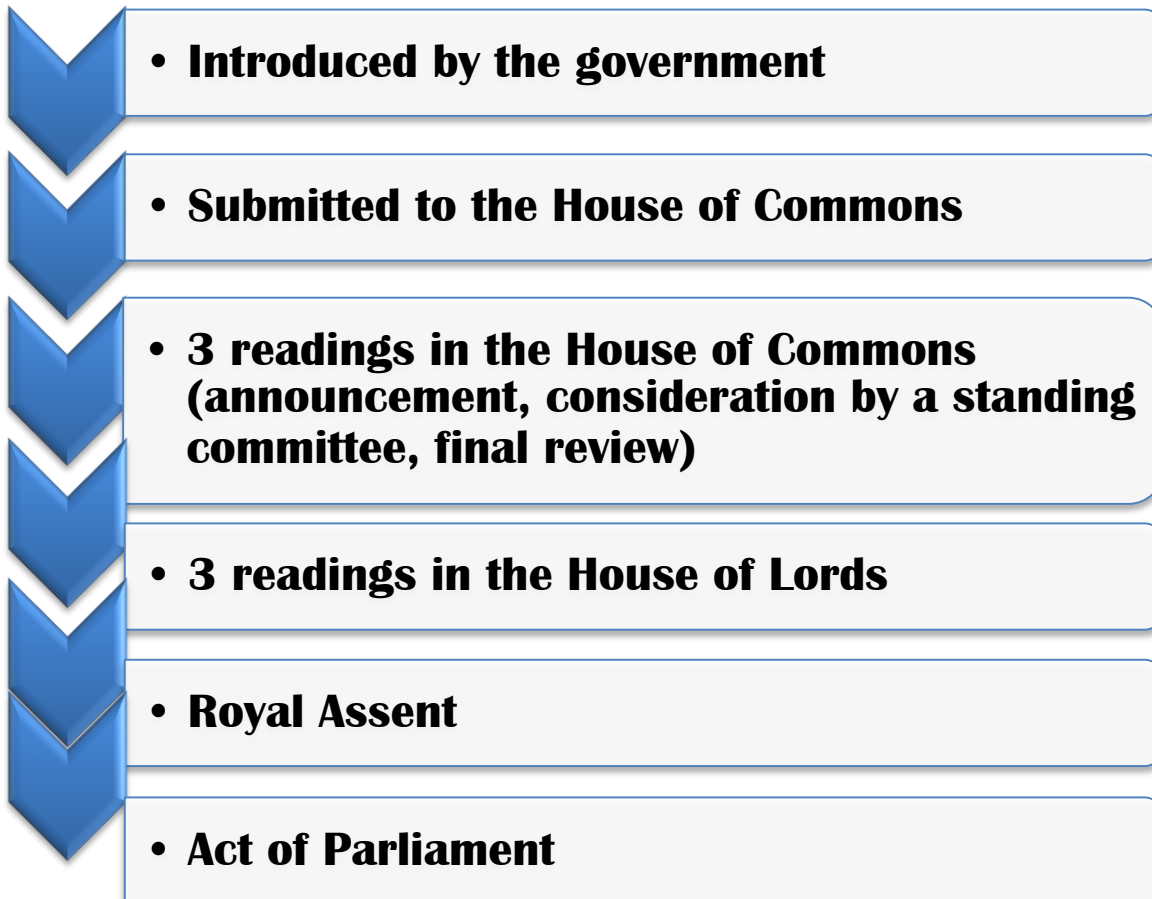 • Introduced by the government
• Submitted to the House of Commons
• 3 readings in the House of Commons
(announcement, consideration by a standing
committee, final review)
• 3 readings in the House of Lords
• Royal Assent
• Act of Parliament